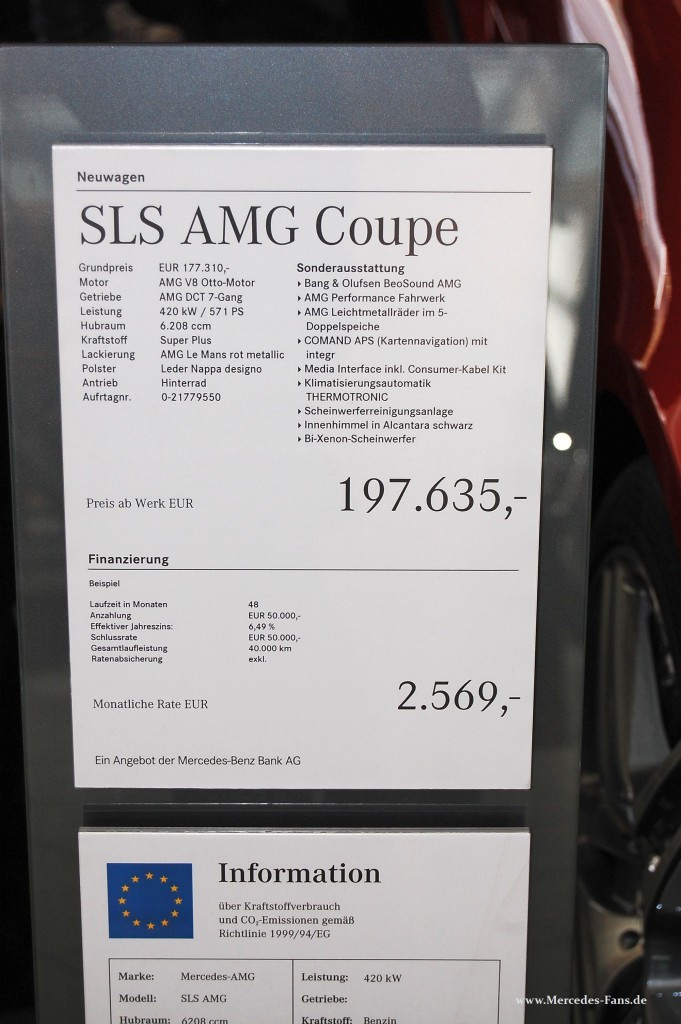 Neuwagen
SLS AMG Coupe
Grundpreis EUR 177.310,-
Motor AMG V8 Otto-Motor
Getriebe AMG DCT 7-Gang
Leistung 420 kW / 571 PS
Hubraum 6.208 ccm
Kraftstoff Super Plus
Lackierung AMG Le Mans rot metallic
Polster Leder Nappa designo
Antrieb Hinterrad
Aufrtagnr. 0-21779550
Sonderausstattung
Bang & Olufsen BeoSound AMG
AMG Performance Fahrwerk
AMG Leichtmetallräder im 5-
Doppelspeiche
COMAND APS (Kartennavigation) mit
integr
Media Interface inkl. Consumer-Kabel Kit
Klimatisierungsautomatik
THERMOTRONIC
Scheinwerferreinigungsanlage
Innenhimmel in Alcantara schwarz
Bi-Xenon-Scheinwerfer
Preis ab Werk EUR 197.635,-
Finanzierung
Beispiel
Laufzeit in Monaten 48
Anzahlung EUR 50.000,-
Effektiver Jahreszins: 6,49 %
Schlussrate EUR 50.000,-
Gesamtlaufleistung 40.000 km
Ratenabsicherung exkl.
Monatliche Rate EUR 2.569,-
Ein Angebot der Mercedes-Benz Bank AG
Information
über Kraftstoffverbrauch
und CO₂-Emissionen gemäß
Richtlinie 1999/94/EG
Marke: Mercedes-AMG
Modell: SLS AMG
Hubraum: 6208 ccm
Leistung: 420 kW
Getriebe:
Kraftstoff: Benzin
www.Mercedes-Fans.de